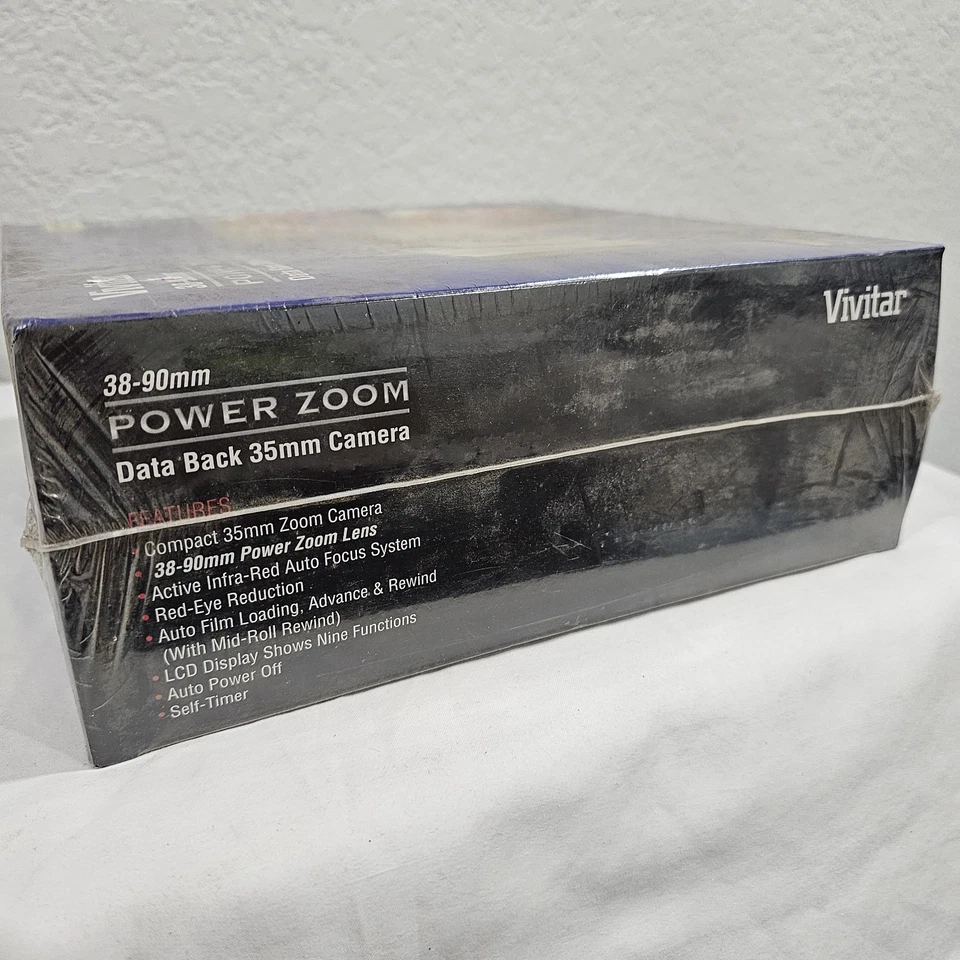 Vivitar
38-90mm
POWER ZOOM
Data Back 35mm Camera
FEATURES
• Compact 35mm Zoom Camera
• 38-90mm Power Zoom Lens
• Active Infra-Red Auto Focus System
• Red-Eye Reduction
• Auto Film Loading, Advance & Rewind
(With Mid-Roll Rewind)
• LCD Display Shows Nine Functions
• Auto Power Off
• Self-Timer